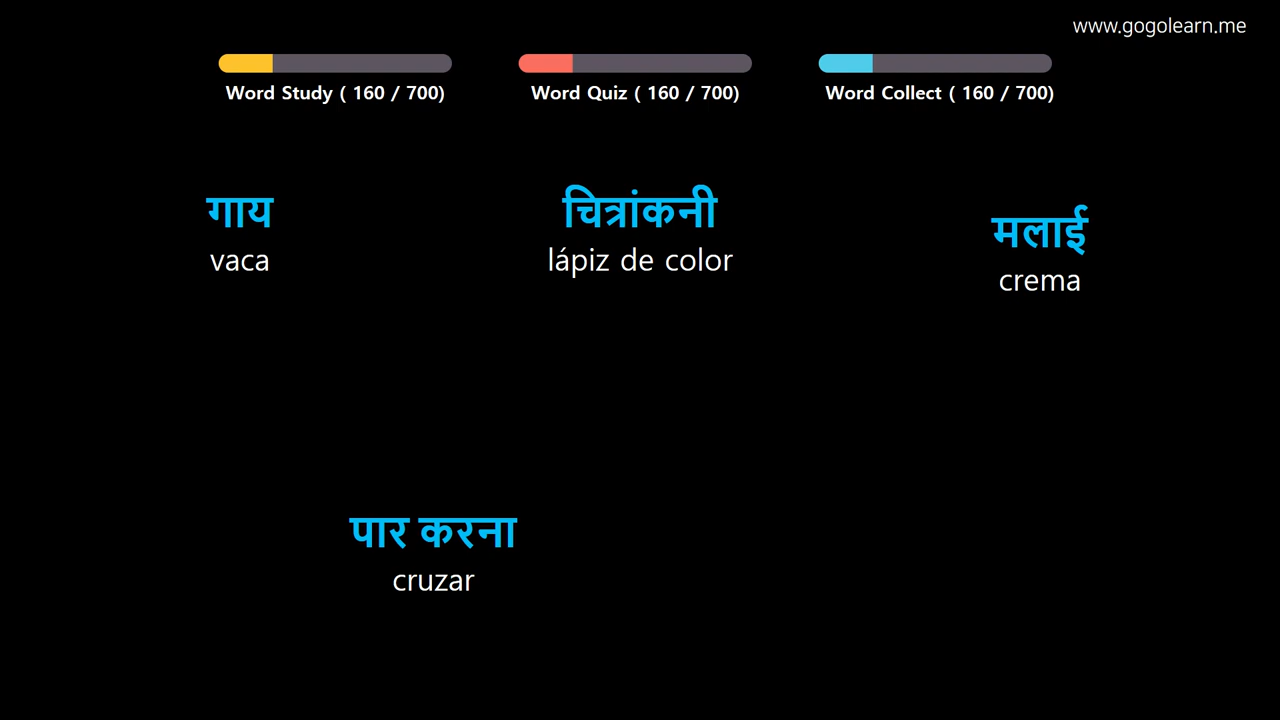 www.gogolearn.me
Word Study ( 160 / 700)
Word Quiz ( 160 / 700)
Word Collect ( 160 / 700)
गाय
vaca
चित्रांकनी
lápiz de color
मलाई
crema
पार करना
cruzar